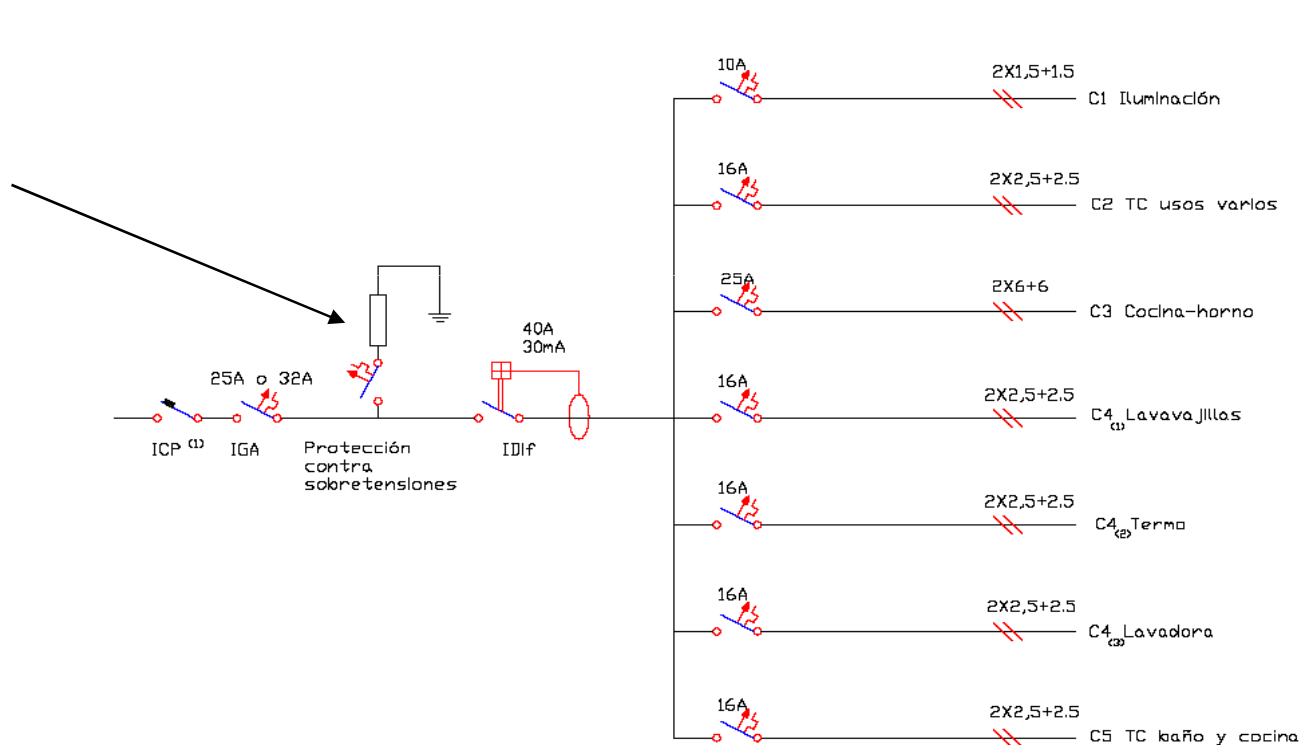 10A
2X1,5+1.5
C1 Iluminación
16A
2X2,5+2.5
C2 TC usos varios
25A
2X6+6
C3 Cocina-horno
40A
30mA
25A o 32A
16A
2X2,5+2.5
C4(1) Lavavajillas
ICP (1)
IGA
Protección
contra
sobretensiones
IDIf
16A
2X2,5+2.5
C4(2) Termo
16A
2X2,5+2.5
C4(3) Lavadora
16A
2X2,5+2.5
C5 TC baño y cocina